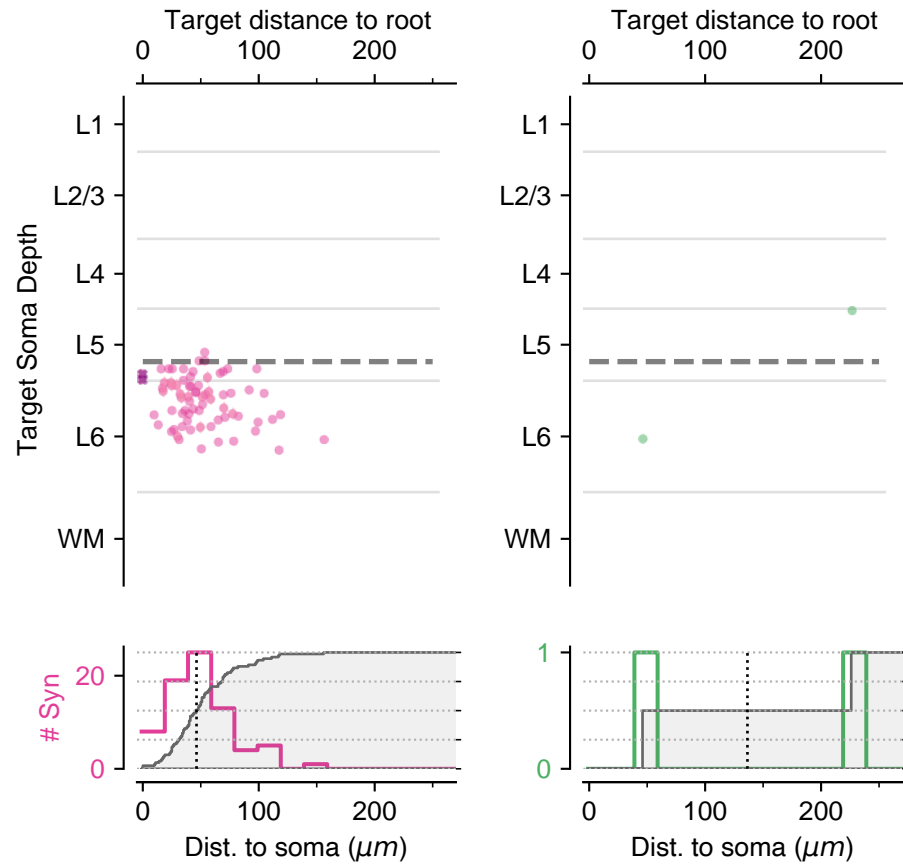 Target distance to root
Target distance to root
0 100 200
0 100 200
Target Soma Depth
L1
L2/3
L4
L5
L6
WM
L1
L2/3
L4
L5
L6
WM
# Syn
20
0
1
0
0 100 200
0 100 200
Dist. to soma (μm)
Dist. to soma (μm)